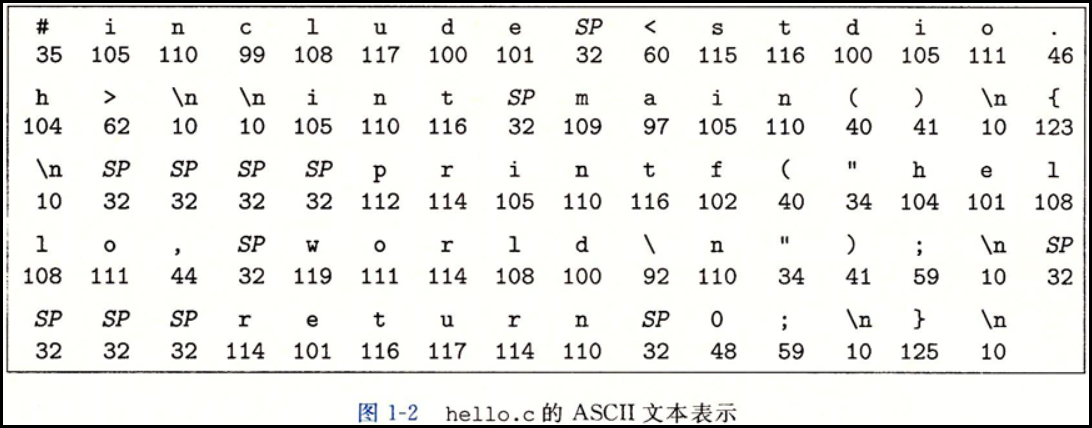 # i n c l u d e SP < s t d i o .
35 105 110 99 108 117 100 101 32 60 115 116 100 105 111 46
h > \n \n i n t SP m a i n ( ) \n {
104 62 10 10 105 110 116 32 109 97 105 110 40 41 10 123
\n SP SP SP SP p r i n t f ( " h e l
10 32 32 32 32 112 114 105 110 116 102 40 34 104 101 108
l o , SP w o r l d \ n " ) ; \n SP
108 111 44 32 119 111 114 108 100 92 110 34 41 59 10 32
SP SP SP r e t u r n SP 0 ; \n } \n
32 32 32 114 101 116 117 114 110 32 48 59 10 125 10
图 1-2 hello.c 的 ASCII 文本表示